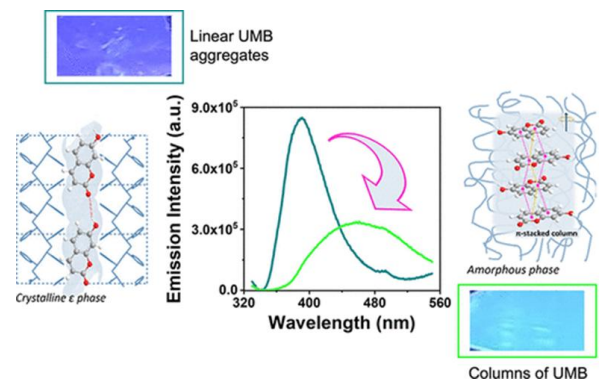 Linear UMB
aggregates
Emission Intensity (a.u.)
9.0x10⁵
6.0x10⁵
3.0x10⁵
0.0
320
400
480
560
Wavelength (nm)
Crystalline ε phase
π-stacked column
Amorphous phase
Columns of UMB